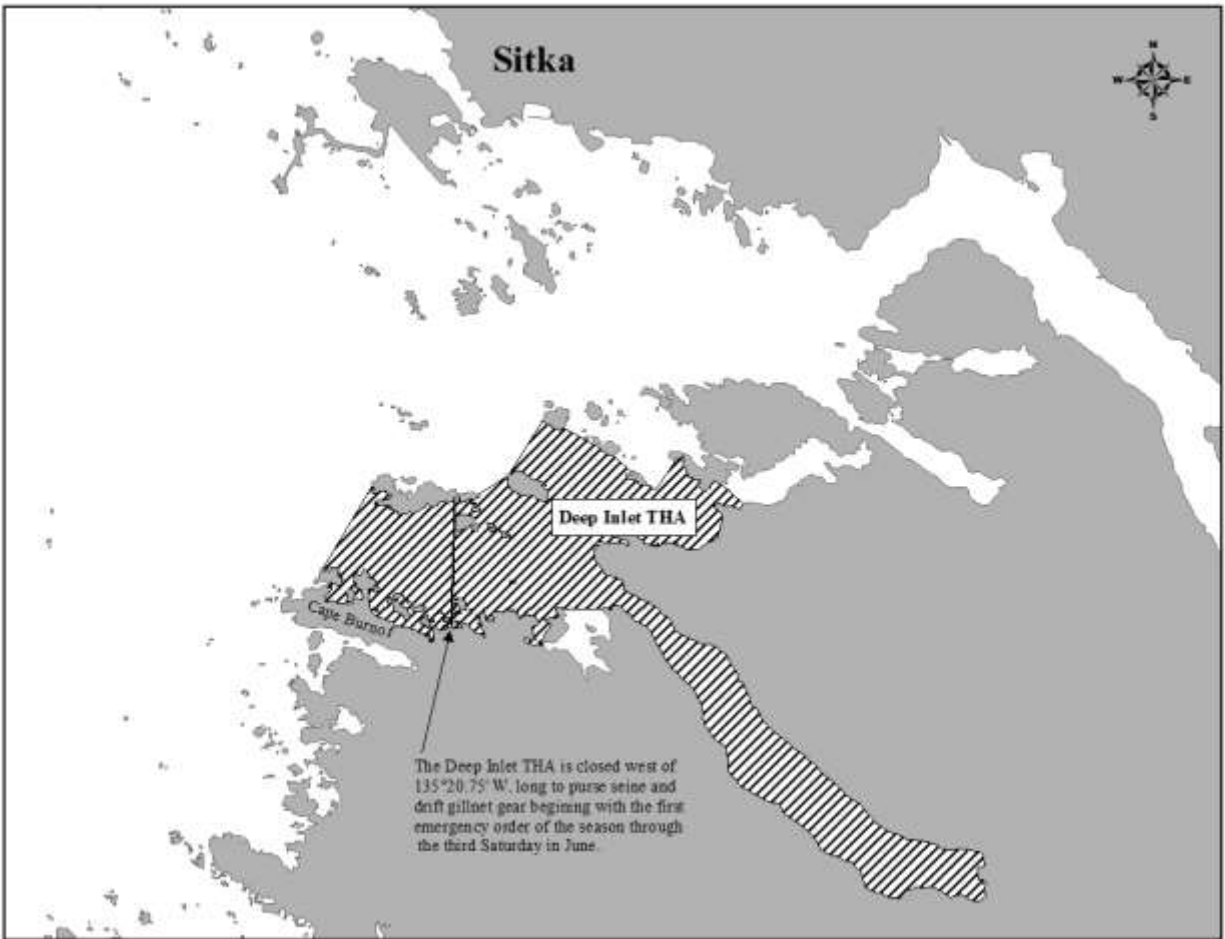 Sitka
N
W E
S
Deep Inlet THA
Cape Burnof
The Deep Inlet THA is closed west of
135°20.75' W. long to purse seine and
drift gillnet gear begining with the first
emergency order of the season through
the third Saturday in June.